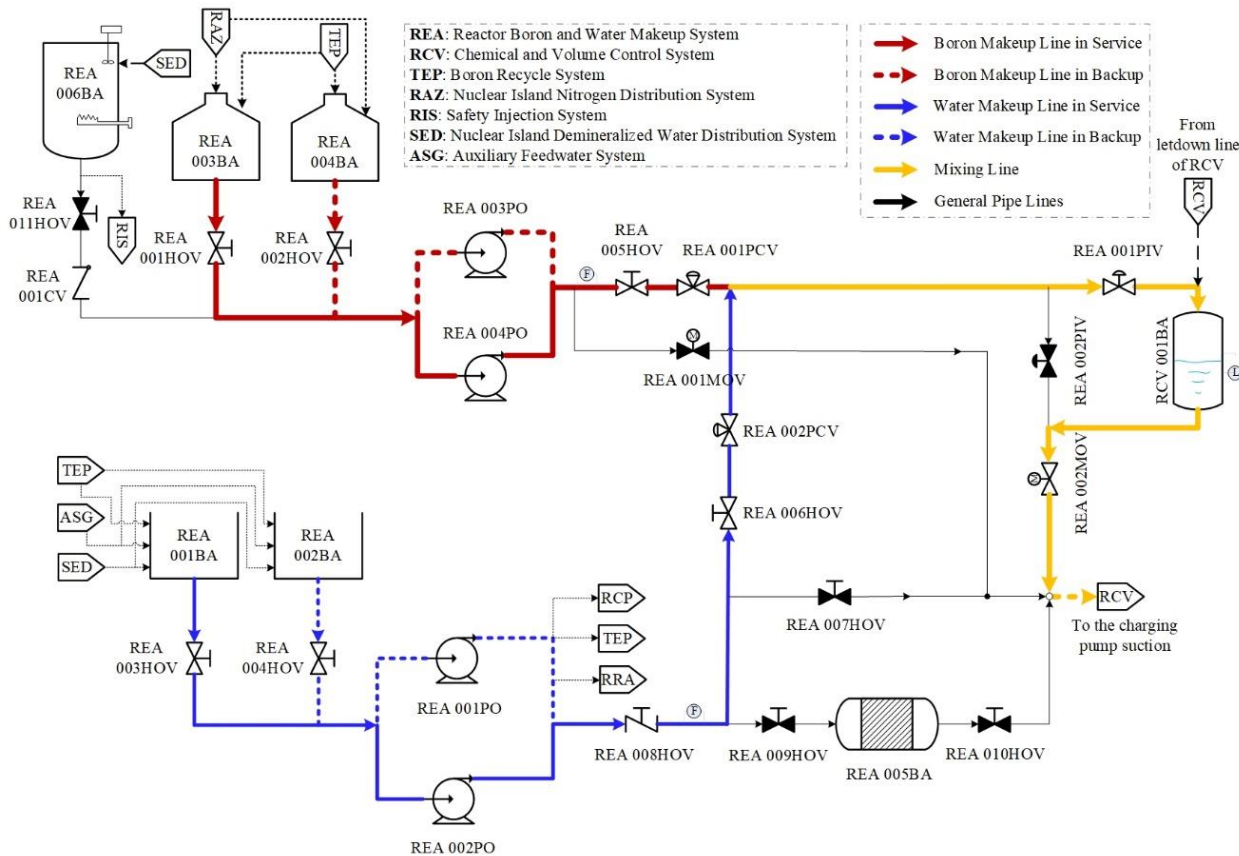 REA: Reactor Boron and Water Makeup System
RCV: Chemical and Volume Control System
TEP: Boron Recycle System
RAZ: Nuclear Island Nitrogen Distribution System
RIS: Safety Injection System
SED: Nuclear Island Demineralized Water Distribution System
ASG: Auxiliary Feedwater System
Boron Makeup Line in Service
Boron Makeup Line in Backup
Water Makeup Line in Service
Water Makeup Line in Backup
Mixing Line
General Pipe Lines
From
letdown line
of RCV
RCV
RAZ
TEP
SED
REA
006BA
REA
003BA
REA
004BA
REA
011HOV
RIS
REA
001CV
REA
001HOV
REA
002HOV
REA 003PO
REA 004PO
F
REA
005HOV
REA 001PCV
M
REA 001MOV
REA 001PIV
REA 002PIV
RCV 001BA
L
M
REA 002MOV
REA 002PCV
REA 006HOV
REA 007HOV
RCV
To the charging
pump suction
TEP
ASG
SED
REA
001BA
REA
002BA
REA
003HOV
REA
004HOV
REA 001PO
REA 002PO
RCP
TEP
RRA
F
REA 008HOV
REA 009HOV
REA 005BA
REA 010HOV